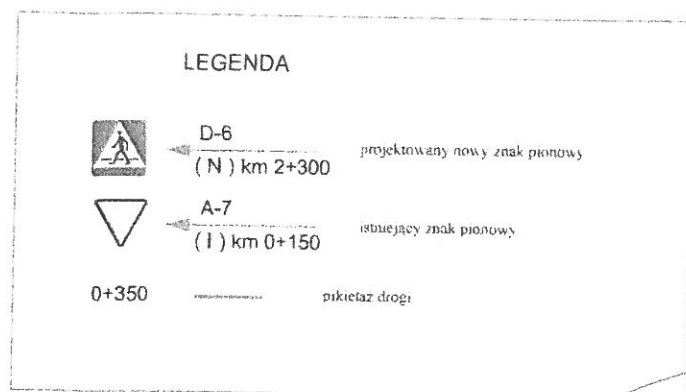 LEGENDA
D-6
( N ) km 2+300
projektowany nowy znak pionowy
A-7
( I ) km 0+150
istniejący znak pionowy
0+350
pikietaż drogi